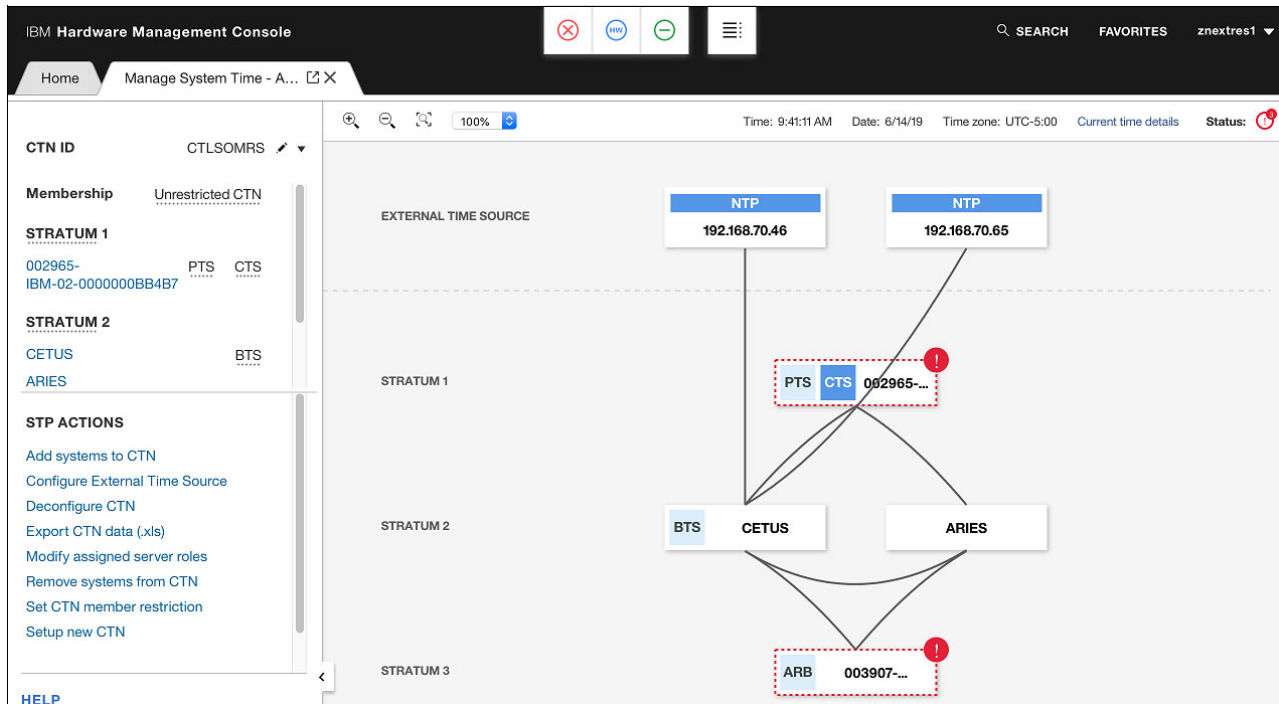 IBM Hardware Management Console
HW
SEARCH FAVORITES znextres1
Home Manage System Time - A...
100% Time: 9:41:11 AM Date: 6/14/19 Time zone: UTC-5:00 Current time details Status: 3
CTN ID CTLSOMRS
Membership Unrestricted CTN
STRATUM 1
002965- PTS CTS
IBM-02-0000000BB4B7
STRATUM 2
CETUS BTS
ARIES
STP ACTIONS
Add systems to CTN
Configure External Time Source
Deconfigure CTN
Export CTN data (.xls)
Modify assigned server roles
Remove systems from CTN
Set CTN member restriction
Setup new CTN
HELP
EXTERNAL TIME SOURCE
NTP
192.168.70.46
NTP
192.168.70.65
STRATUM 1
PTS CTS 002965-...
!
STRATUM 2
BTS CETUS
ARIES
STRATUM 3
ARB 003907-...
!